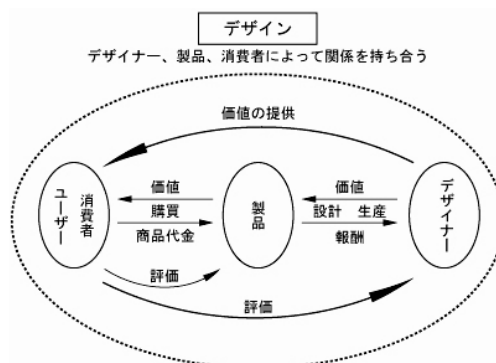 デザイン
デザイナー、製品、消費者によって関係を持ち合う
価値の提供
消費者
ユーザー
価値
購買
商品代金
製品
価値
設計 生産
報酬
デザイナー
評価
評価